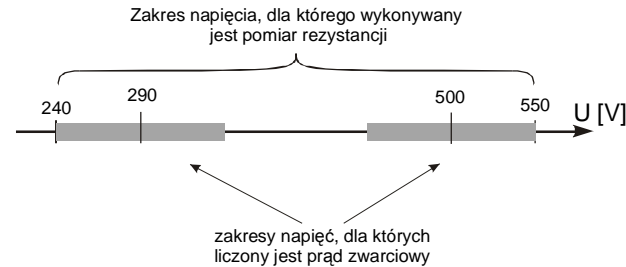 Zakres napięcia, dla którego wykonywany
jest pomiar rezystancji
240
290
500
550
U [V]
zakresy napięć, dla których
liczony jest prąd zwarciowy